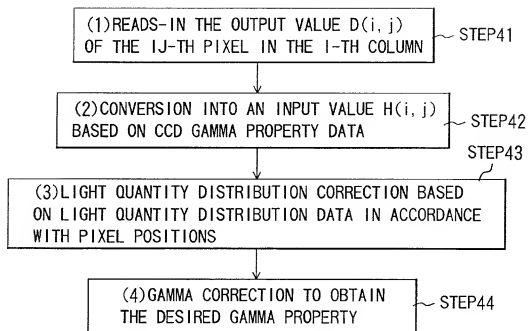 (1)READS-IN THE OUTPUT VALUE D(i,j)
OF THE IJ-TH PIXEL IN THE I-TH COLUMN
STEP41
(2)CONVERSION INTO AN INPUT VALUE H(i,j)
BASED ON CCD GAMMA PROPERTY DATA
STEP42
STEP43
(3)LIGHT QUANTITY DISTRIBUTION CORRECTION BASED
ON LIGHT QUANTITY DISTRIBUTION DATA IN ACCORDANCE
WITH PIXEL POSITIONS
(4)GAMMA CORRECTION TO OBTAIN
THE DESIRED GAMMA PROPERTY
STEP44